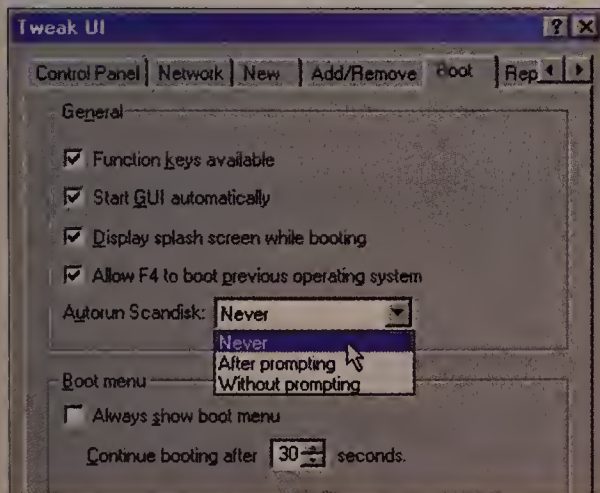 Tweak UI
Control Panel Network New Add/Remove Boot Rep
General
Function keys available
Start GUI automatically
Display splash screen while booting
Allow F4 to boot previous operating system
Autorun Scandisk: Never
Never
After prompting
Without prompting
Boot menu
Always show boot menu
Continue booting after 30 seconds.